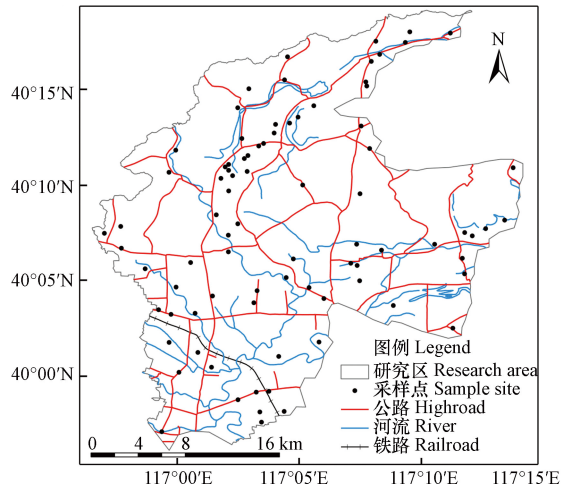 N
40°15′N
40°10′N
40°05′N
40°00′N
图例 Legend
研究区 Research area
采样点 Sample site
公路 Highroad
河流 River
铁路 Railroad
0 4 8 16 km
117°00′E 117°05′E 117°10′E 117°15′E